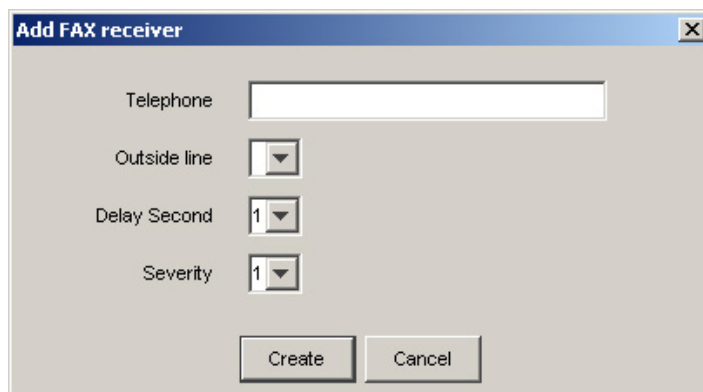 Add FAX receiver
Telephone
Outside line
Delay Second 1
Severity 1
Create Cancel